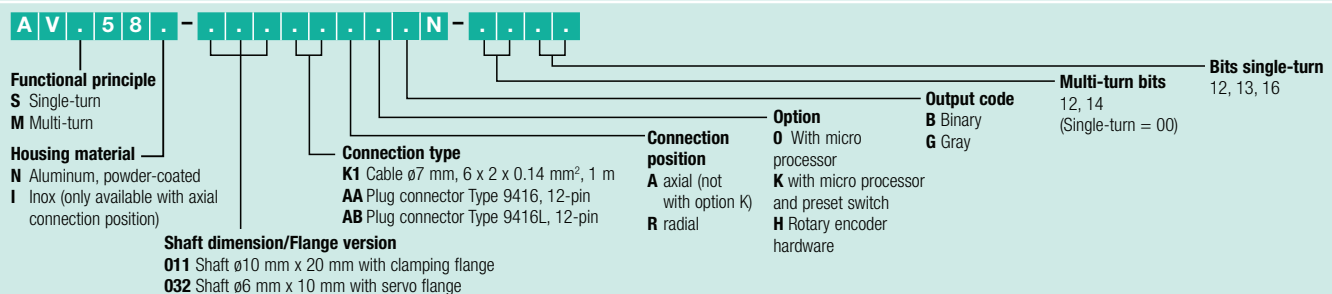 A V . 5 8 . - . . . . . . . . N - . . . .
Functional principle
S Single-turn
M Multi-turn
Housing material
N Aluminum, powder-coated
I Inox (only available with axial
connection position)
Shaft dimension/Flange version
011 Shaft ø10 mm x 20 mm with clamping flange
032 Shaft ø6 mm x 10 mm with servo flange
Connection type
K1 Cable ø7 mm, 6 x 2 x 0.14 mm², 1 m
AA Plug connector Type 9416, 12-pin
AB Plug connector Type 9416L, 12-pin
Connection
position
A axial (not
with option K)
R radial
Option
0 With micro
processor
K with micro processor
and preset switch
H Rotary encoder
hardware
Output code
B Binary
G Gray
Multi-turn bits
12, 14
(Single-turn = 00)
Bits single-turn
12, 13, 16